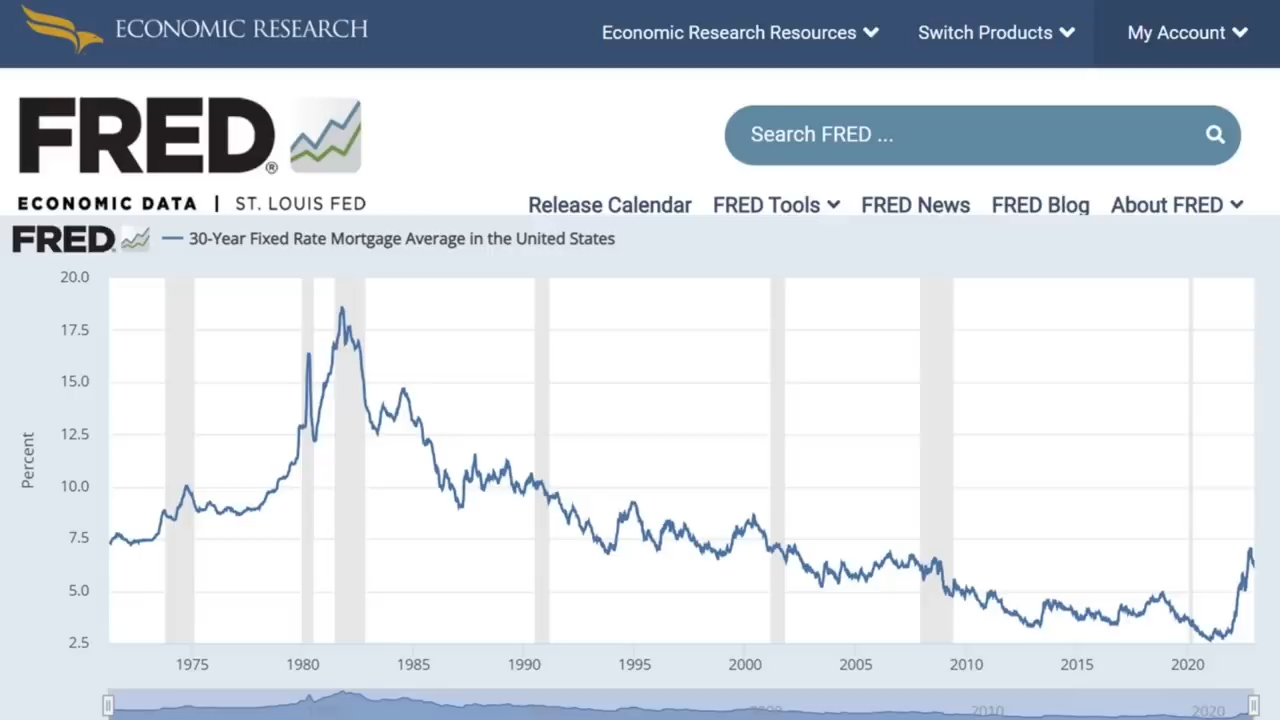 ECONOMIC RESEARCH
Economic Research Resources
Switch Products
My Account
FRED®
Search FRED ...
ECONOMIC DATA | ST. LOUIS FED
Release Calendar
FRED Tools
FRED News
FRED Blog
About FRED
FRED
30-Year Fixed Rate Mortgage Average in the United States
20.0
17.5
15.0
12.5
10.0
7.5
5.0
2.5
Percent
1975 1980 1985 1990 1995 2000 2005 2010 2015 2020
2000 2010 2020